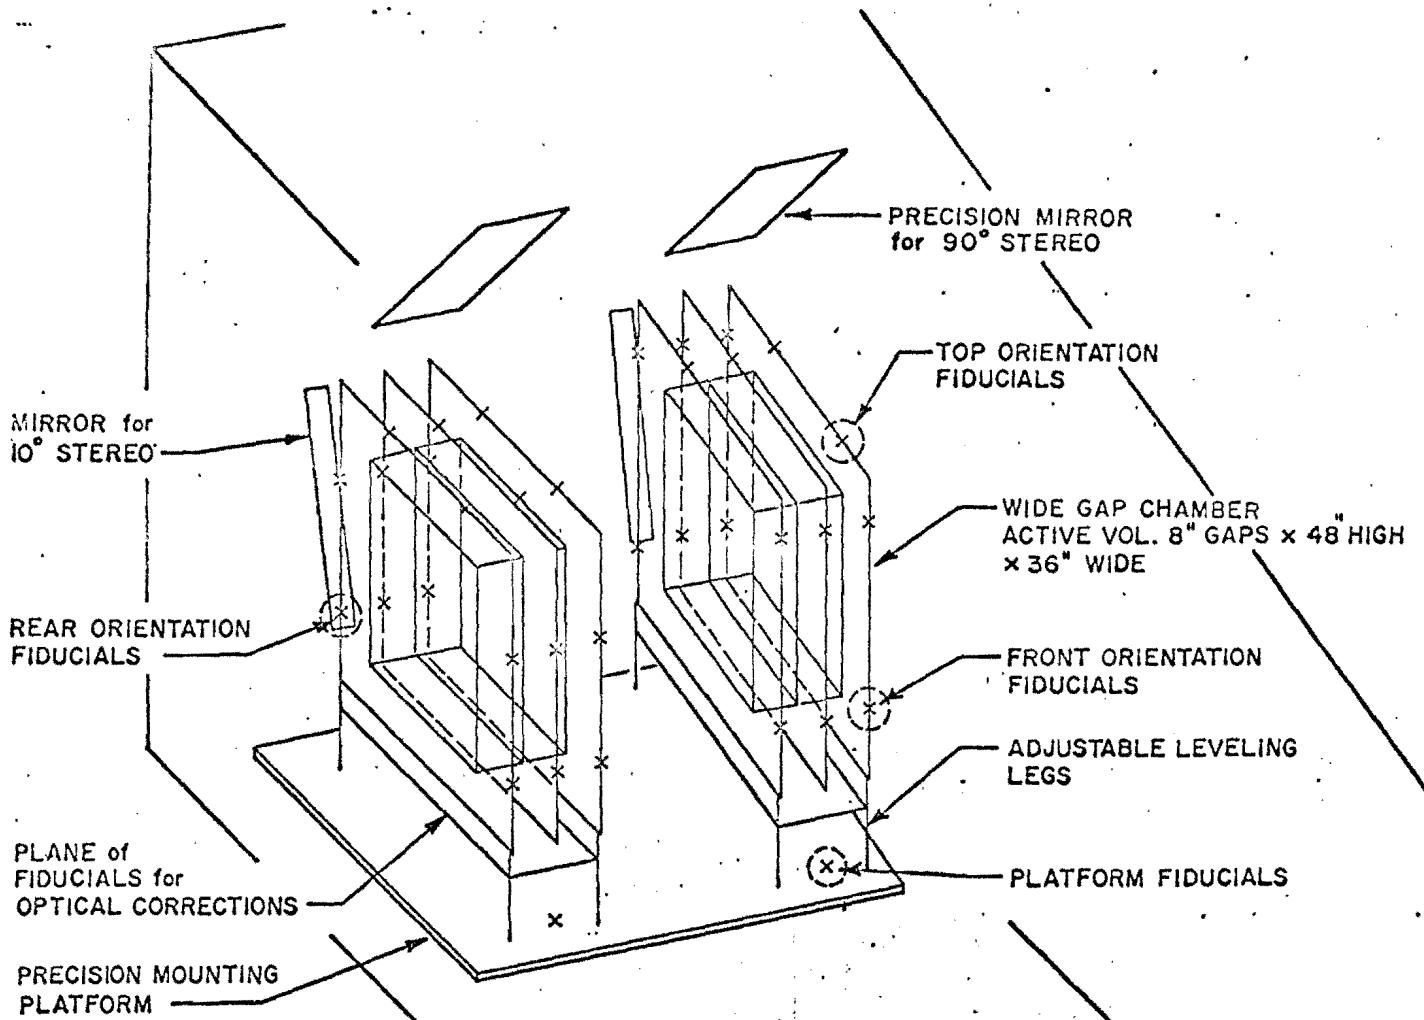 PRECISION MIRROR
for 90° STEREO
TOP ORIENTATION
FIDUCIALS
MIRROR for
10° STEREO
WIDE GAP CHAMBER
ACTIVE VOL. 8" GAPS × 48" HIGH
× 36" WIDE
REAR ORIENTATION
FIDUCIALS
FRONT ORIENTATION
FIDUCIALS
ADJUSTABLE LEVELING
LEGS
PLANE of
FIDUCIALS for
OPTICAL CORRECTIONS
PLATFORM FIDUCIALS
PRECISION MOUNTING
PLATFORM